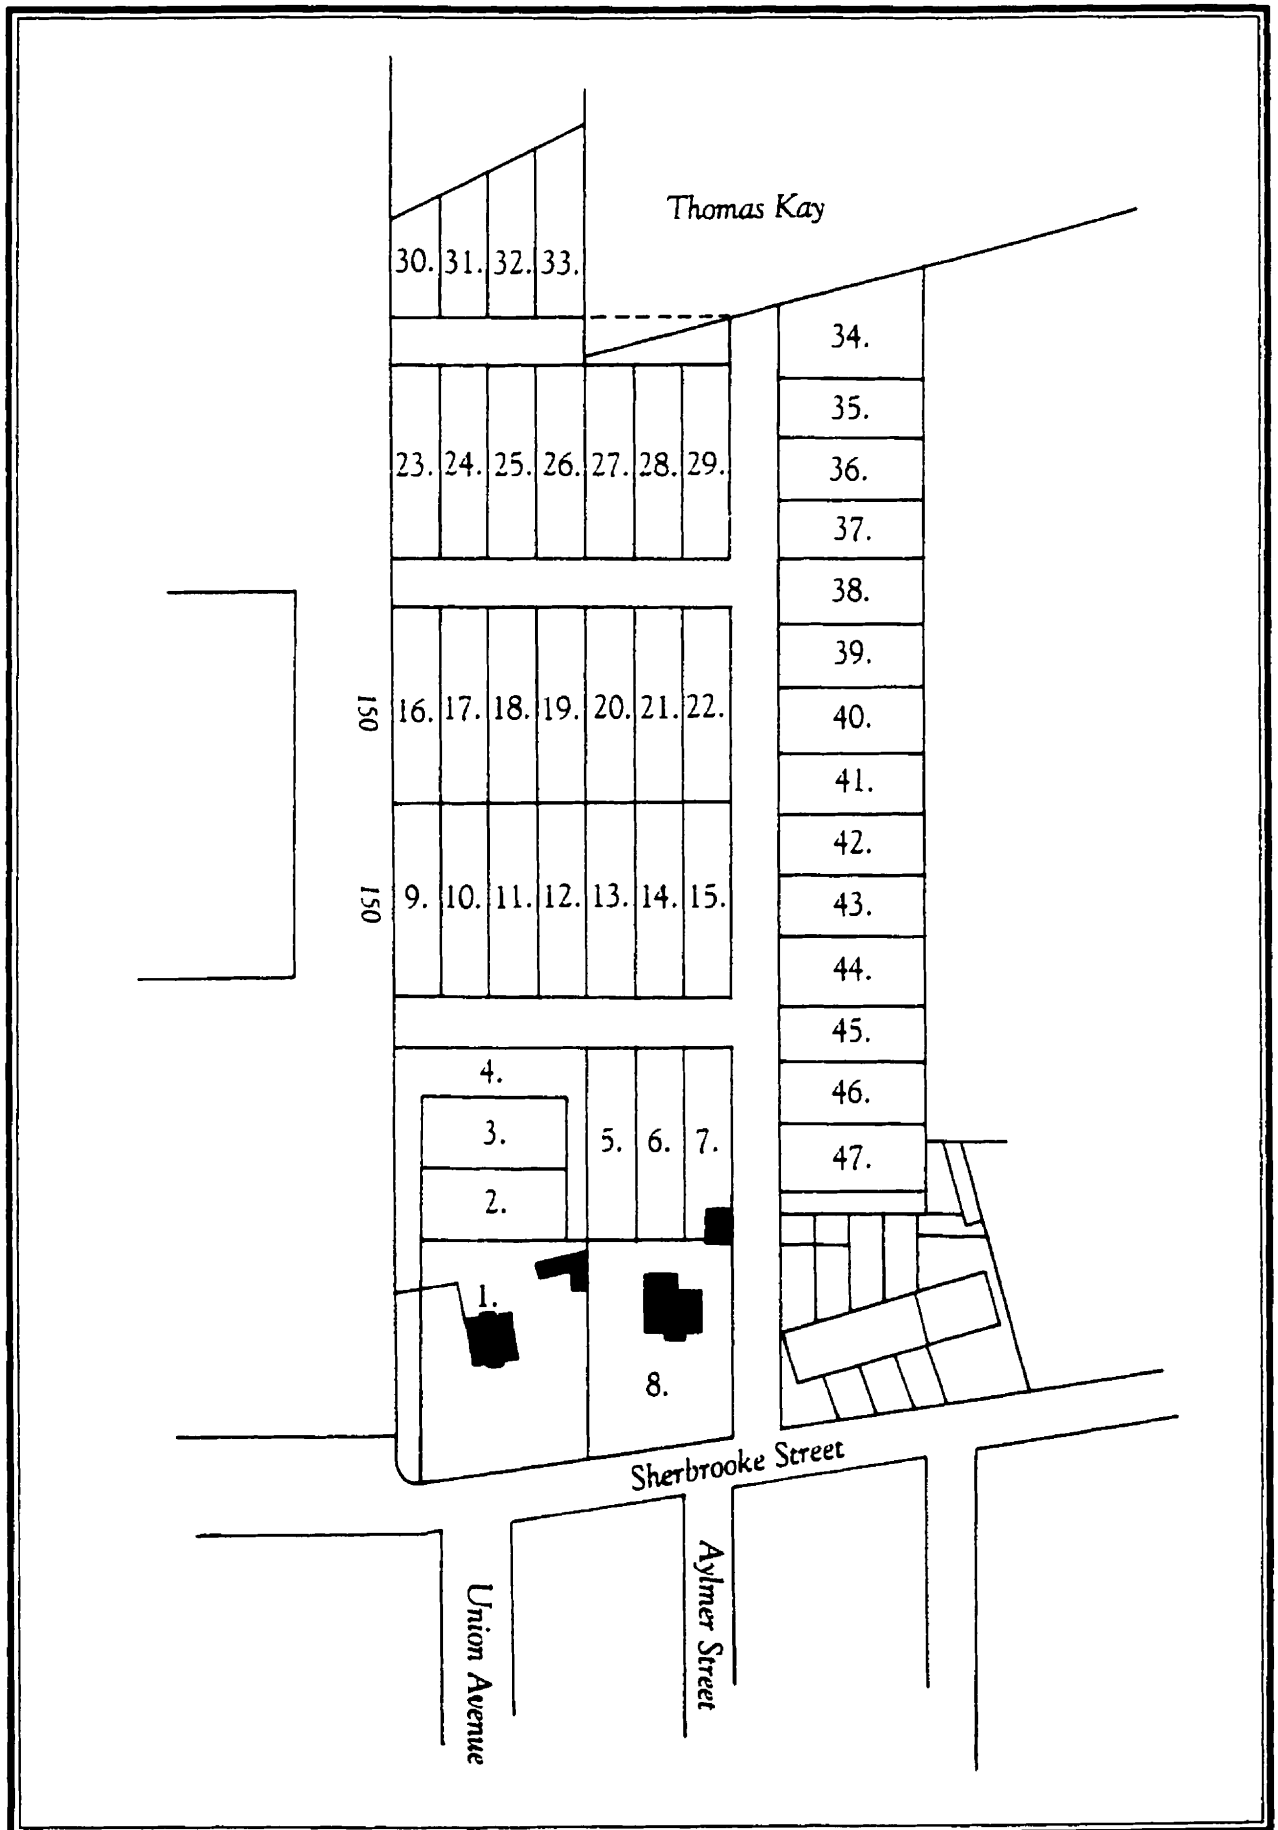 Thomas Kay
30. 31. 32. 33.
34.
35.
23. 24. 25. 26. 27. 28. 29.
36.
37.
38.
39.
150 16. 17. 18. 19. 20. 21. 22.
40.
41.
42.
150 9. 10. 11. 12. 13. 14. 15.
43.
44.
45.
4.
46.
3.
5. 6. 7.
47.
2.
1.
8.
Sherbrooke Street
Union Avenue
Aylmer Street